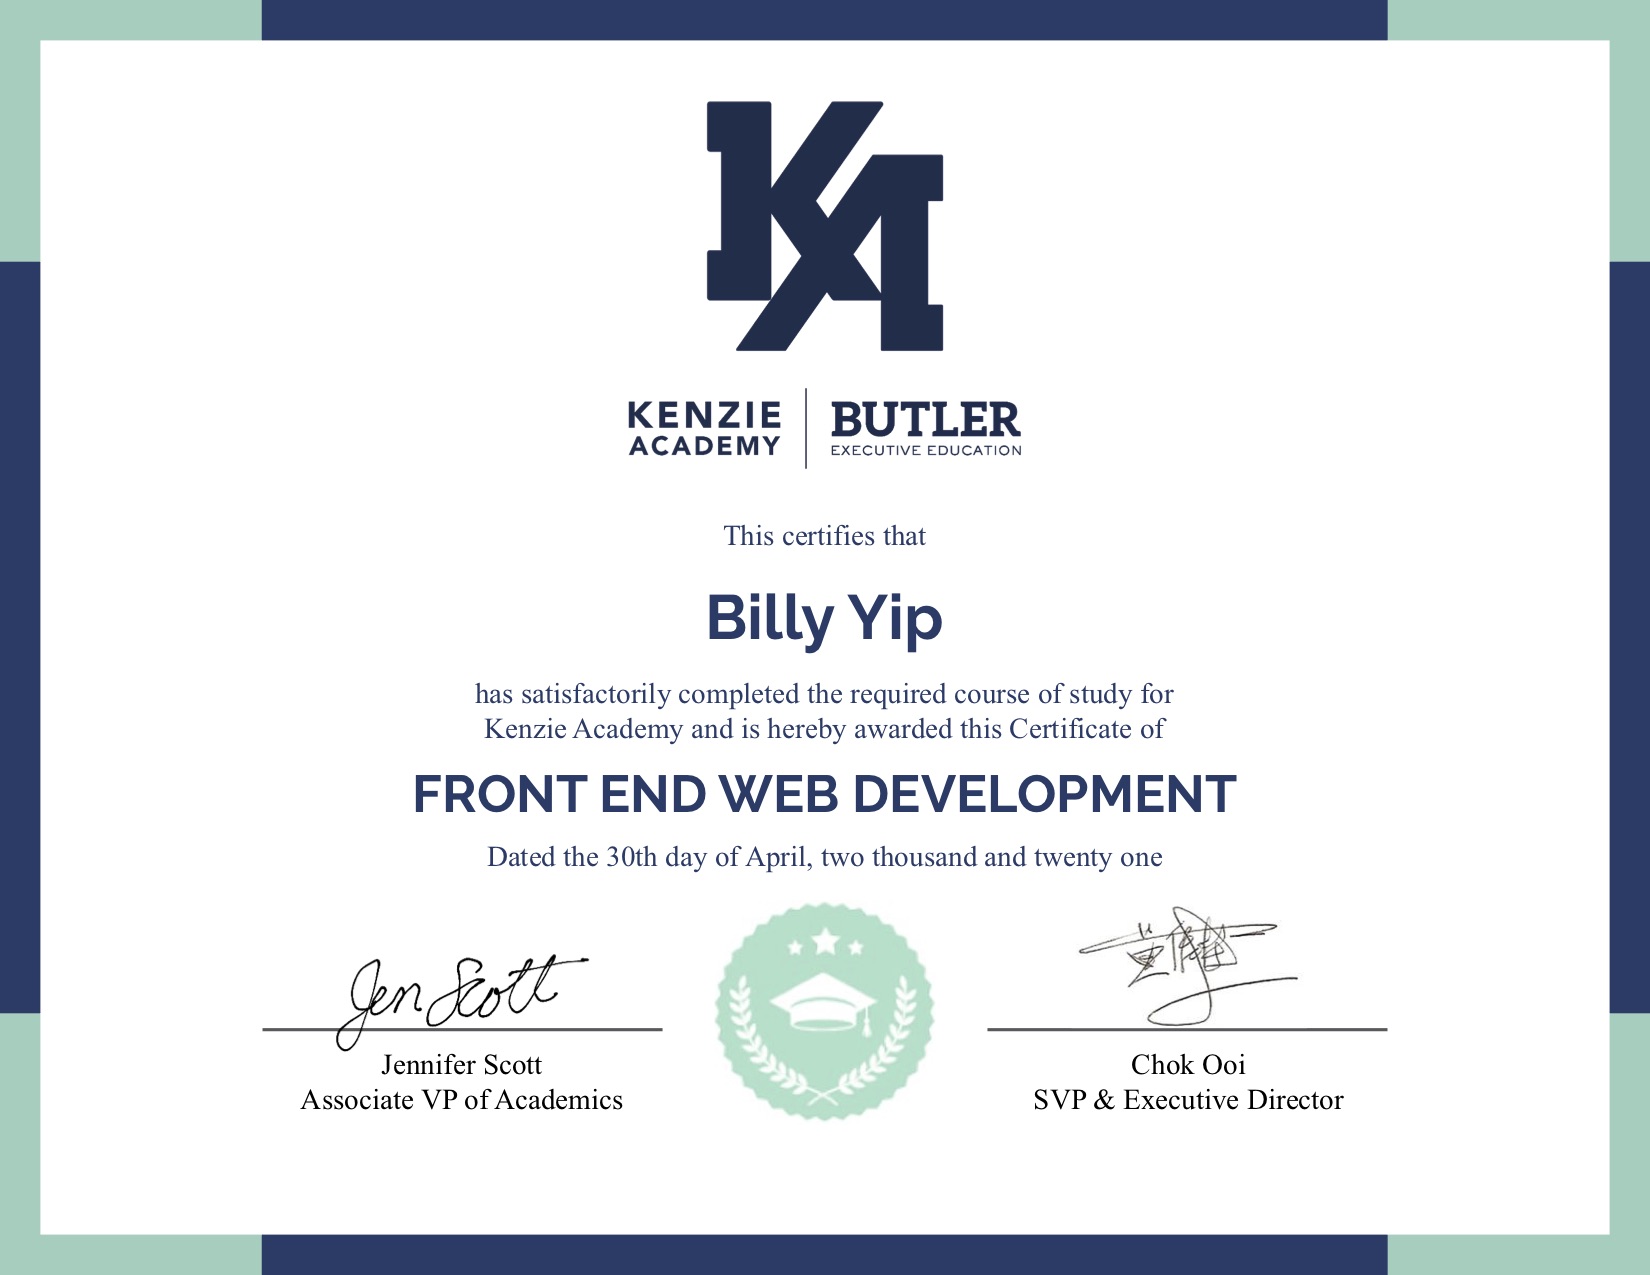 KA
KENZIE
ACADEMY
BUTLER
EXECUTIVE EDUCATION
This certifies that
Billy Yip
has satisfactorily completed the required course of study for
Kenzie Academy and is hereby awarded this Certificate of
FRONT END WEB DEVELOPMENT
Dated the 30th day of April, two thousand and twenty one
Jen Scott
Jennifer Scott
Associate VP of Academics
Chok Ooi
SVP & Executive Director